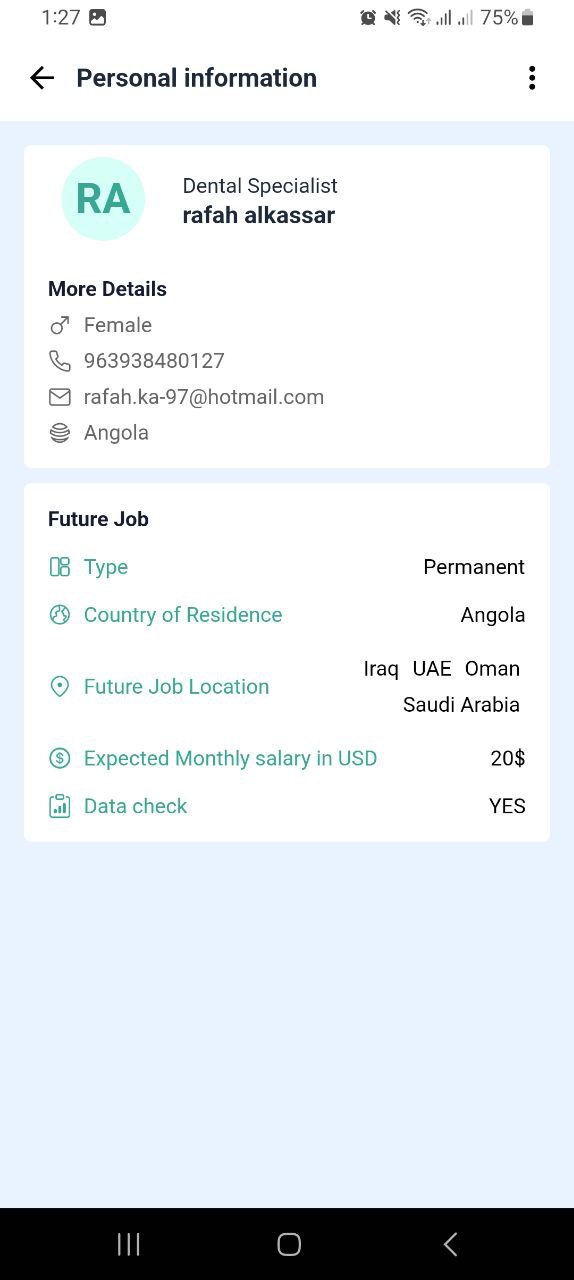 1:27
75%
Personal information
RA
Dental Specialist
rafah alkassar
More Details
Female
963938480127
rafah.ka-97@hotmail.com
Angola
Future Job
Type Permanent
Country of Residence Angola
Future Job Location Iraq UAE Oman
Saudi Arabia
Expected Monthly salary in USD 20$
Data check YES